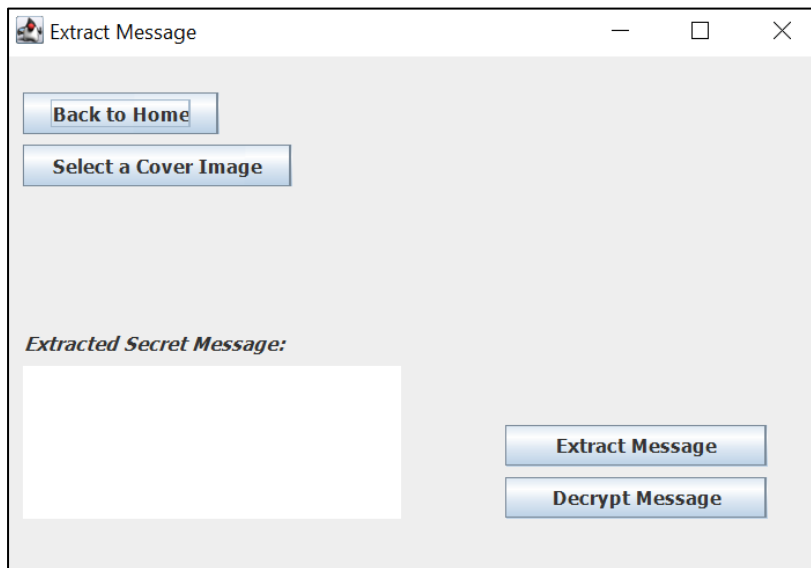 Extract Message
Back to Home
Select a Cover Image
Extracted Secret Message:
Extract Message
Decrypt Message